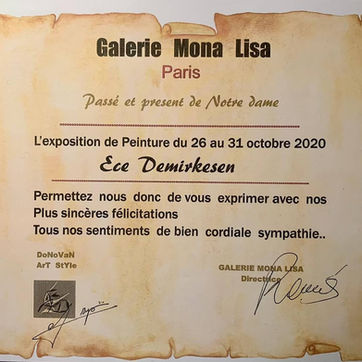 Galerie Mona Lisa
Paris
Passé et present de Notre dame
L'exposition de Peinture du 26 au 31 octobre 2020
Ece Demirkesen
Permettez nous donc de vous exprimer avec nos
Plus sincères félicitations
Tous nos sentiments de bien cordiale sympathie..
DoNoVaN
ArT StYle
GALERIE MONA LISA
Directrice